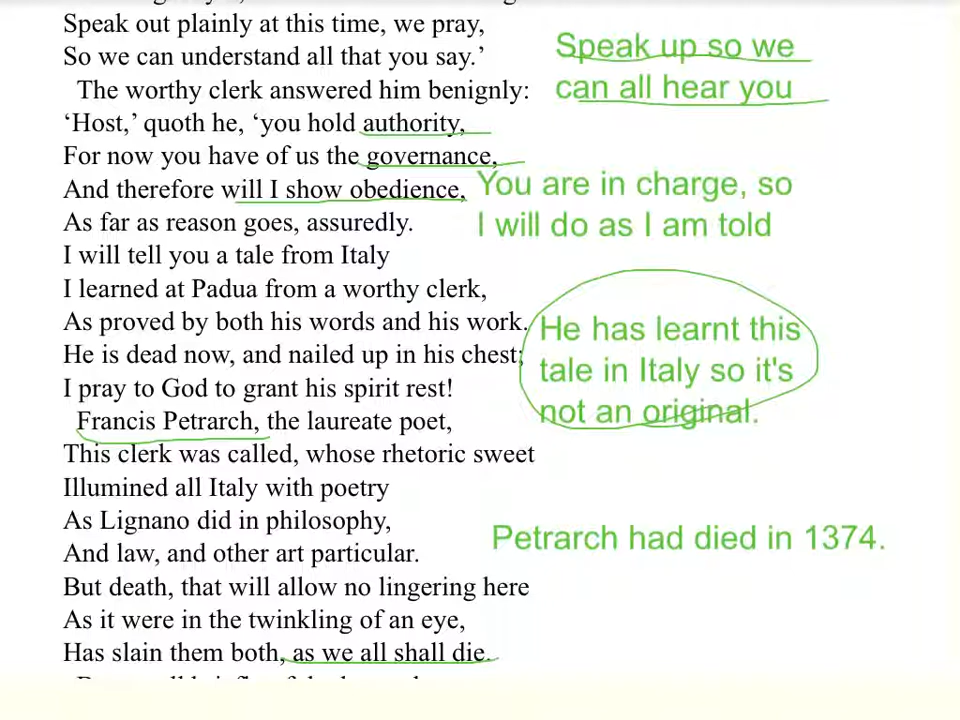 Speak out plainly at this time, we pray,
So we can understand all that you say.’
The worthy clerk answered him benignly:
‘Host,’ quoth he, ‘you hold authority,
For now you have of us the governance,
And therefore will I show obedience,
As far as reason goes, assuredly.
I will tell you a tale from Italy
I learned at Padua from a worthy clerk,
As proved by both his words and his work.
He is dead now, and nailed up in his chest;
I pray to God to grant his spirit rest!
Francis Petrarch, the laureate poet,
This clerk was called, whose rhetoric sweet
Illumined all Italy with poetry
As Lignano did in philosophy,
And law, and other art particular.
But death, that will allow no lingering here
As it were in the twinkling of an eye,
Has slain them both, as we all shall die.
Speak up so we
can all hear you
You are in charge, so
I will do as I am told
He has learnt this
tale in Italy so it's
not an original.
Petrarch had died in 1374.